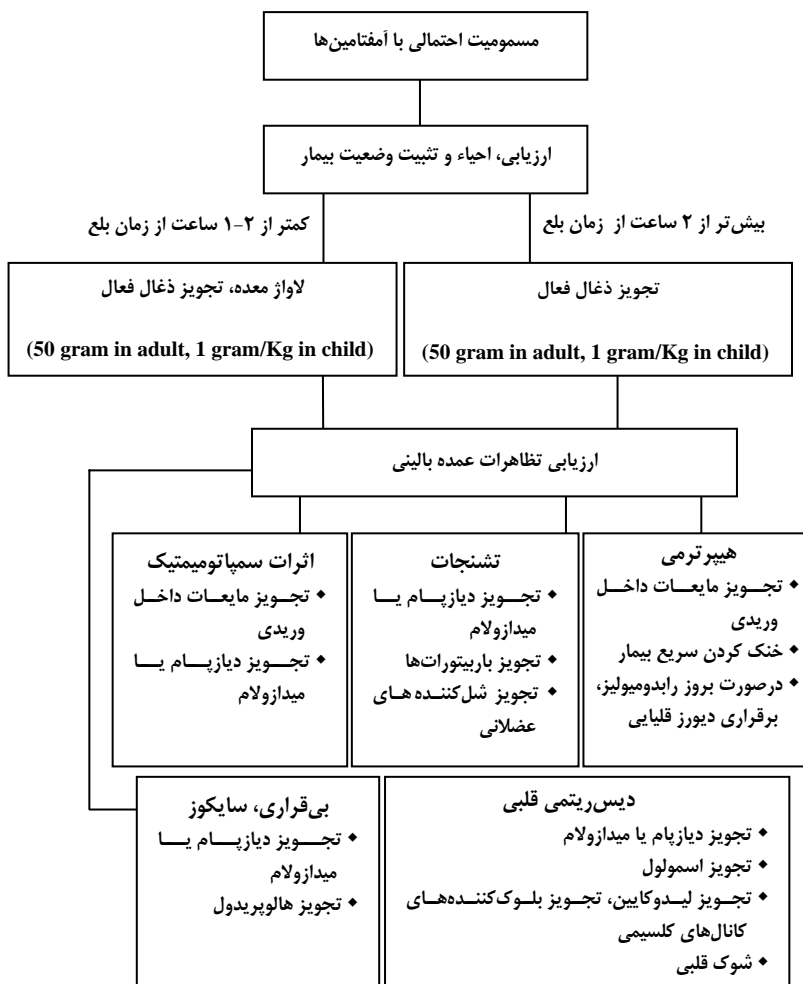 مسمومیت احتمالی با آمفتامین‌ها
ارزیابی، احیاء و تثبیت وضعیت بیمار
بیش‌تر از ۲ ساعت از زمان بلع
کمتر از ۲-۱ ساعت از زمان بلع
تجویز ذغال فعال
(50 gram in adult, 1 gram/Kg in child)
لاواژ معده، تجویز ذغال فعال
(50 gram in adult, 1 gram/Kg in child)
ارزیابی تظاهرات عمده بالینی
هیپرترمی
◆ تجویز مایعات داخل
وریدی
◆ خنک کردن سریع بیمار
◆ درصورت بروز رابدومیولیز،
برقراری دیورز قلیایی
تشنجات
◆ تجویز دیازپام یا
میدازولام
◆ تجویز باربیتورات‌ها
◆ تجویز شل‌کننده‌های
عضلانی
اثرات سمپاتومیمتیک
◆ تجویز مایعات داخل
وریدی
◆ تجویز دیازپام یا
میدازولام
دیس‌ریتمی قلبی
◆ تجویز دیازپام یا میدازولام
◆ تجویز اسمولول
◆ تجویز لیدوکایین، تجویز بلوک‌کننده‌های
کانال‌های کلسیمی
◆ شوک قلبی
بی‌قراری، سایکوز
◆ تجویز دیازپام یا
میدازولام
◆ تجویز هالوپریدول